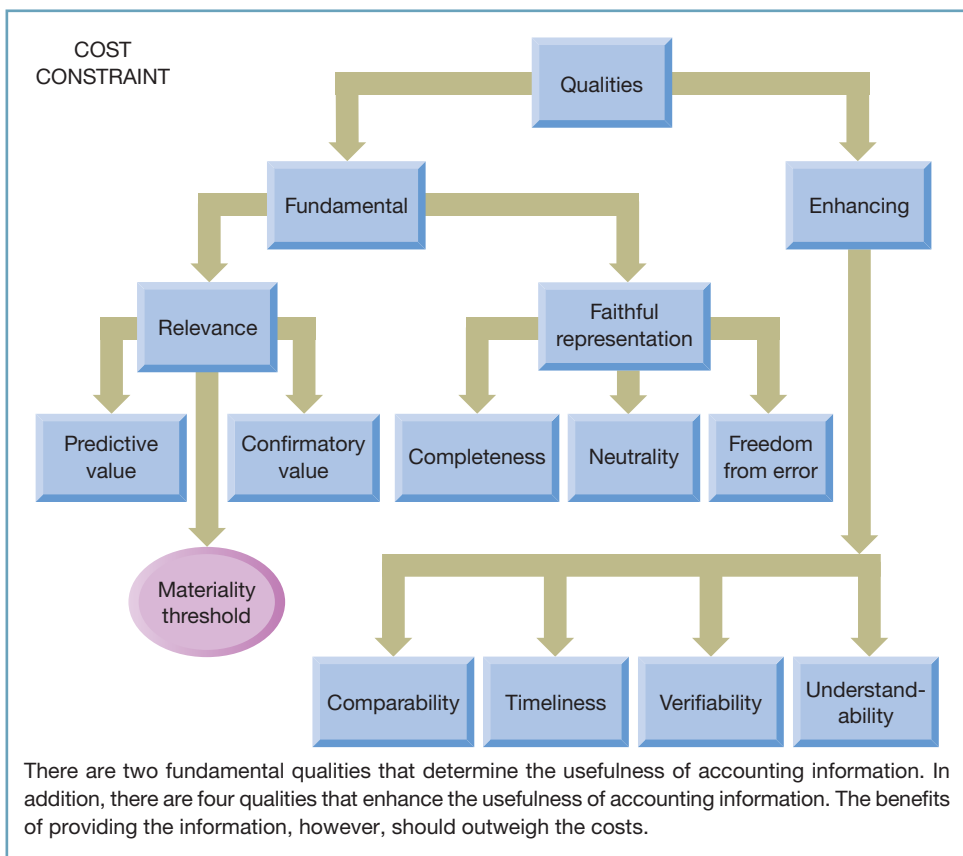 COST
CONSTRAINT
Qualities
Fundamental
Enhancing
Relevance
Faithful
representation
Predictive
value
Confirmatory
value
Completeness
Neutrality
Freedom
from error
Materiality
threshold
Comparability
Timeliness
Verifiability
Understand-
ability
There are two fundamental qualities that determine the usefulness of accounting information. In
addition, there are four qualities that enhance the usefulness of accounting information. The benefits
of providing the information, however, should outweigh the costs.